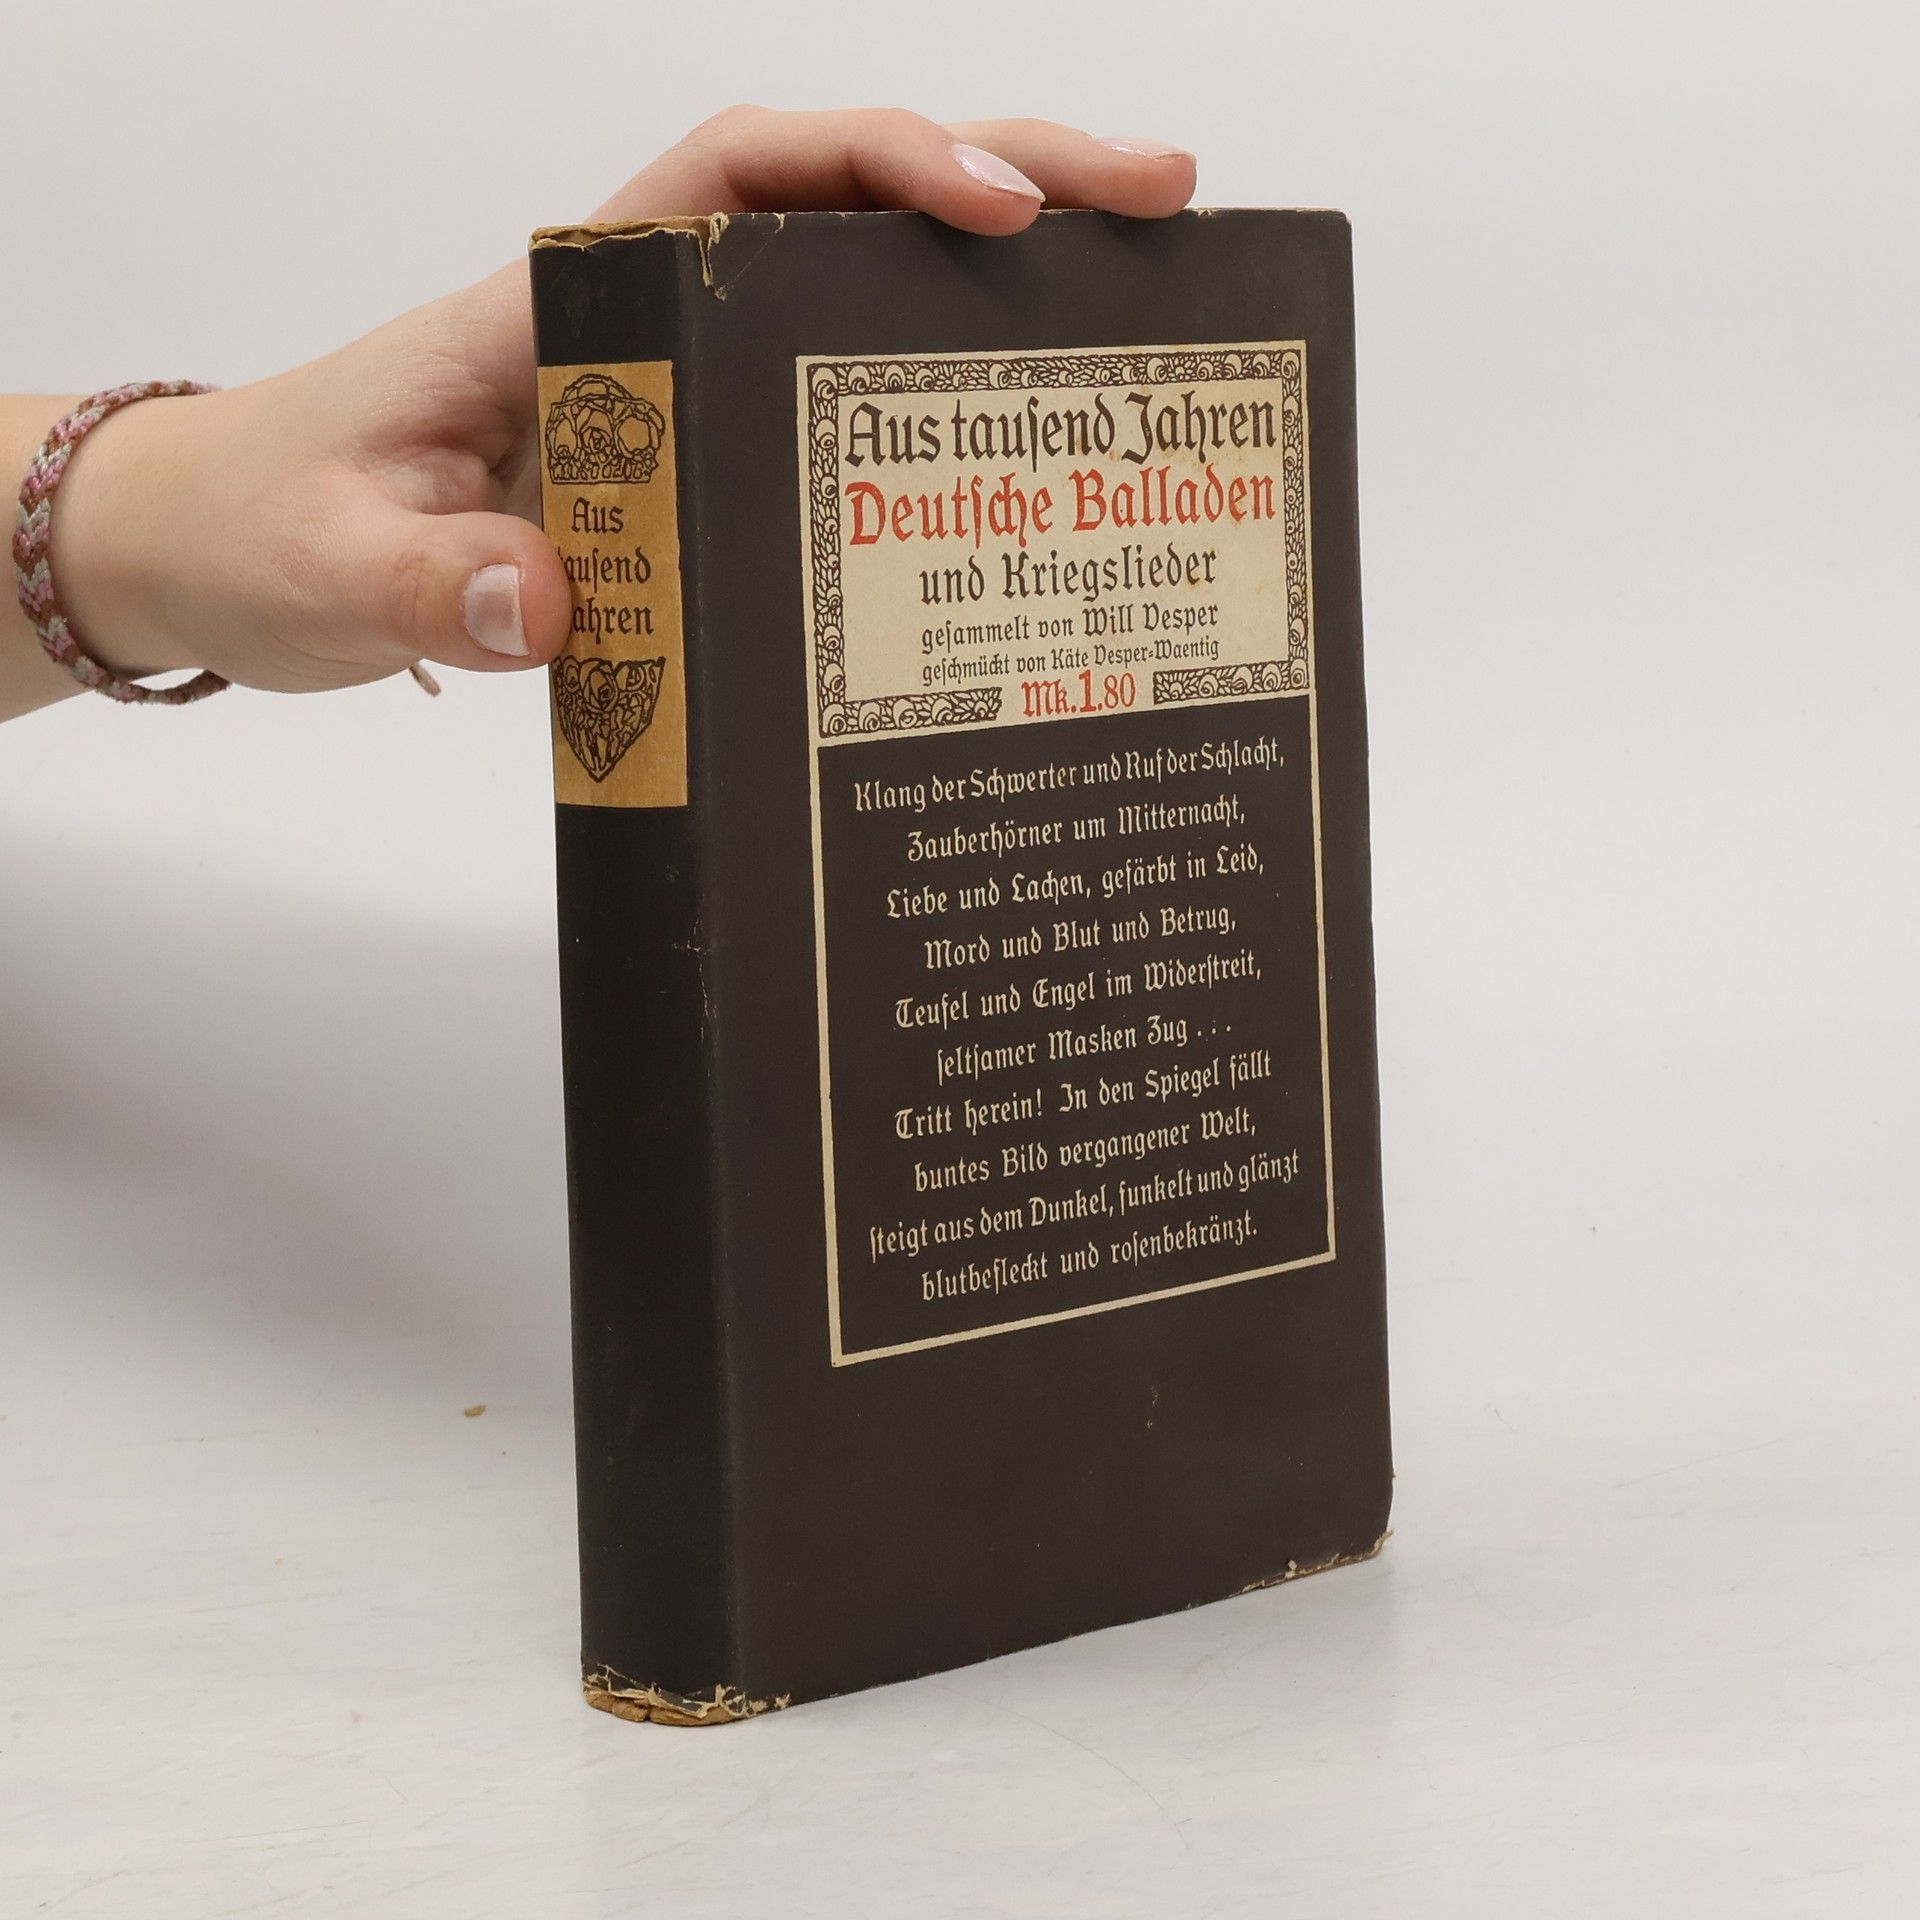 Aus
tausend
Jahren
Aus tauſend Jahren
Deutſche Balladen
und Kriegslieder
geſammelt von Will Vesper
geſchmückt von Käte Vesper-Waentig
Mk. 1.80
Klang der Schwerter und Ruf der Schlacht,
Zauberhörner um Mitternacht,
Liebe und Lachen, gefärbt in Leid,
Mord und Blut und Betrug,
Teufel und Engel im Widerſtreit,
ſeltſamer Masken Zug . . .
Tritt herein! In den Spiegel fällt
buntes Bild vergangener Welt,
ſteigt aus dem Dunkel, funkelt und glänzt
blutbefleckt und roſenbekränzt.